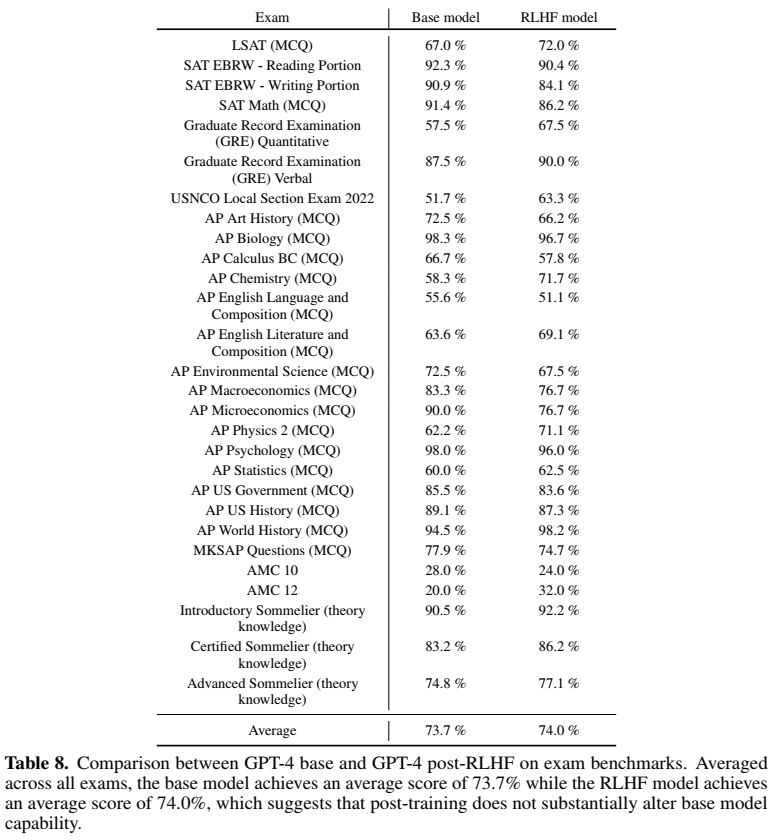 Exam Base model RLHF model
LSAT (MCQ) 67.0 % 72.0 %
SAT EBRW - Reading Portion 92.3 % 90.4 %
SAT EBRW - Writing Portion 90.9 % 84.1 %
SAT Math (MCQ) 91.4 % 86.2 %
Graduate Record Examination 57.5 % 67.5 %
(GRE) Quantitative
Graduate Record Examination 87.5 % 90.0 %
(GRE) Verbal
USNCO Local Section Exam 2022 51.7 % 63.3 %
AP Art History (MCQ) 72.5 % 66.2 %
AP Biology (MCQ) 98.3 % 96.7 %
AP Calculus BC (MCQ) 66.7 % 57.8 %
AP Chemistry (MCQ) 58.3 % 71.7 %
AP English Language and 55.6 % 51.1 %
Composition (MCQ)
AP English Literature and 63.6 % 69.1 %
Composition (MCQ)
AP Environmental Science (MCQ) 72.5 % 67.5 %
AP Macroeconomics (MCQ) 83.3 % 76.7 %
AP Microeconomics (MCQ) 90.0 % 76.7 %
AP Physics 2 (MCQ) 62.2 % 71.1 %
AP Psychology (MCQ) 98.0 % 96.0 %
AP Statistics (MCQ) 60.0 % 62.5 %
AP US Government (MCQ) 85.5 % 83.6 %
AP US History (MCQ) 89.1 % 87.3 %
AP World History (MCQ) 94.5 % 98.2 %
MKSAP Questions (MCQ) 77.9 % 74.7 %
AMC 10 28.0 % 24.0 %
AMC 12 20.0 % 32.0 %
Introductory Sommelier (theory 90.5 % 92.2 %
knowledge)
Certified Sommelier (theory 83.2 % 86.2 %
knowledge)
Advanced Sommelier (theory 74.8 % 77.1 %
knowledge)
Average 73.7 % 74.0 %
Table 8. Comparison between GPT-4 base and GPT-4 post-RLHF on exam benchmarks. Averaged
across all exams, the base model achieves an average score of 73.7% while the RLHF model achieves
an average score of 74.0%, which suggests that post-training does not substantially alter base model
capability.